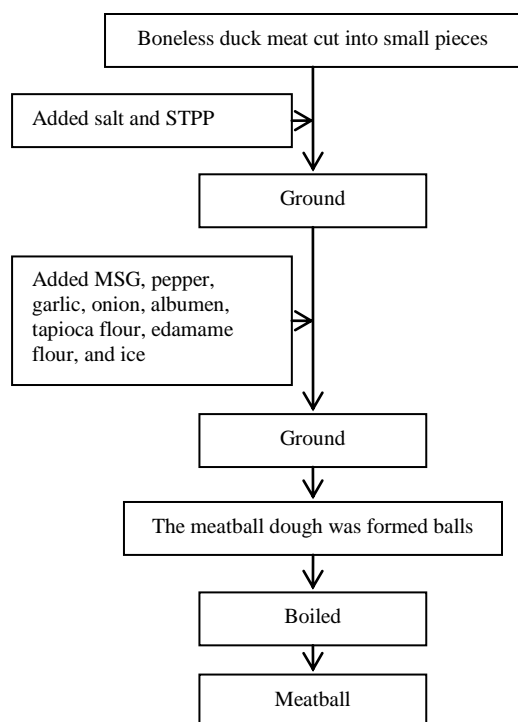 Boneless duck meat cut into small pieces
Added salt and STPP
Ground
Added MSG, pepper,
garlic, onion, albumen,
tapioca flour, edamame
flour, and ice
Ground
The meatball dough was formed balls
Boiled
Meatball